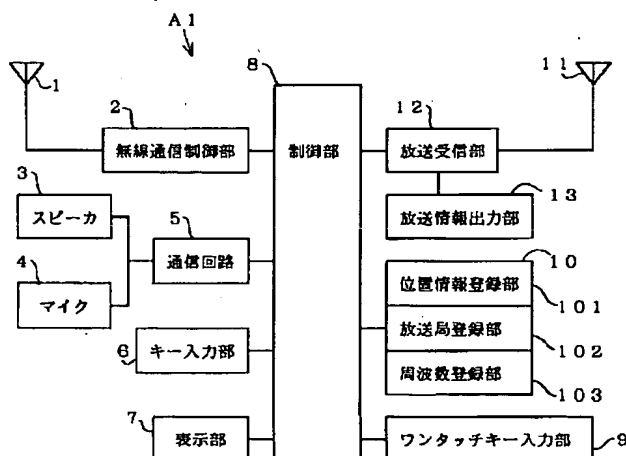 A1
1
8
11
2
無線通信制御部
制御部
12
放送受信部
3
スピーカ
13
放送情報出力部
5
通信回路
4
マイク
10
位置情報登録部
101
放送局登録部
102
周波数登録部
103
6
キー入力部
7
表示部
ワンタッチキー入力部
9